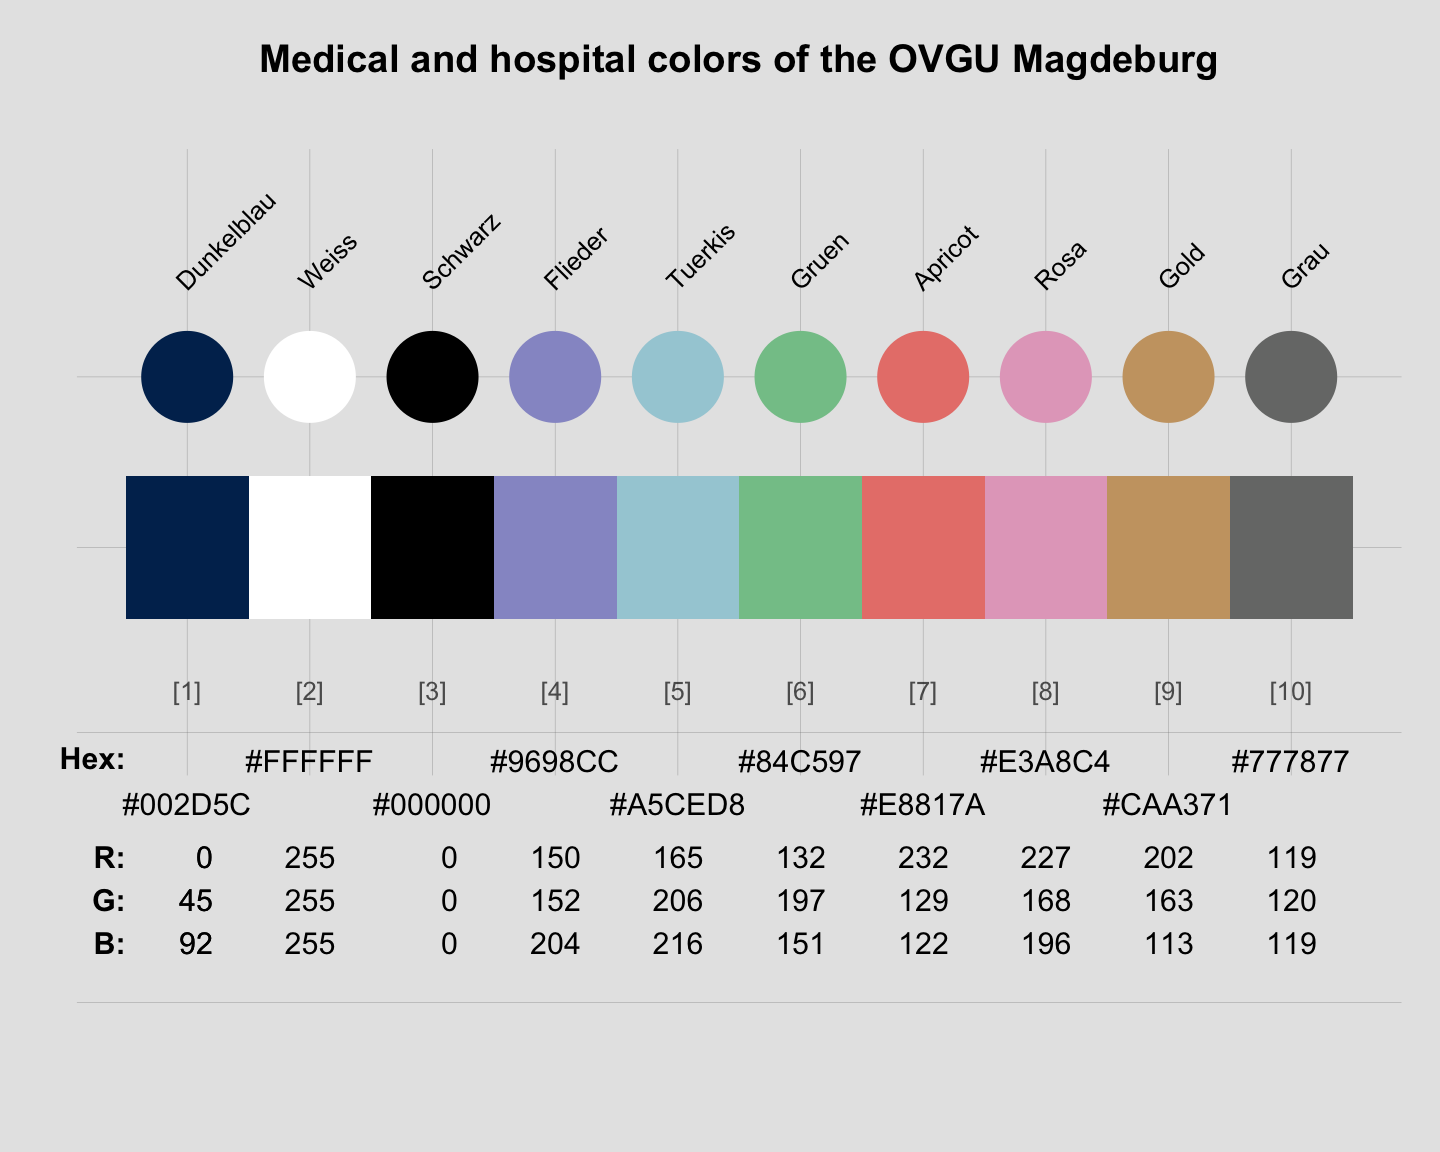 Medical and hospital colors of the OVGU Magdeburg
Dunkelblau Weiss Schwarz Flieder Tuerkis Gruen Apricot Rosa Gold Grau
[1] [2] [3] [4] [5] [6] [7] [8] [9] [10]
Hex: #FFFFFF #9698CC #84C597 #E3A8C4 #777877
#002D5C #000000 #A5CED8 #E8817A #CAA371
R: 0 255 0 150 165 132 232 227 202 119
G: 45 255 0 152 206 197 129 168 163 120
B: 92 255 0 204 216 151 122 196 113 119